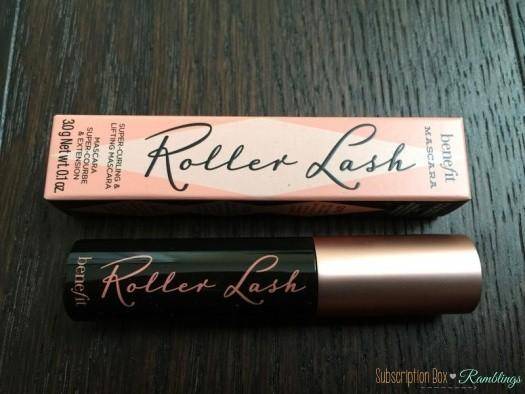 Roller Lash
benefit
MASCARA
SUPER-CURLING &
LIFTING MASCARA
MASCARA
SUPER-COURBE
& EXTENSION
3.0 g Net wt. 0.1 oz
benefit
Roller Lash
Subscription Box ♥ Ramblings